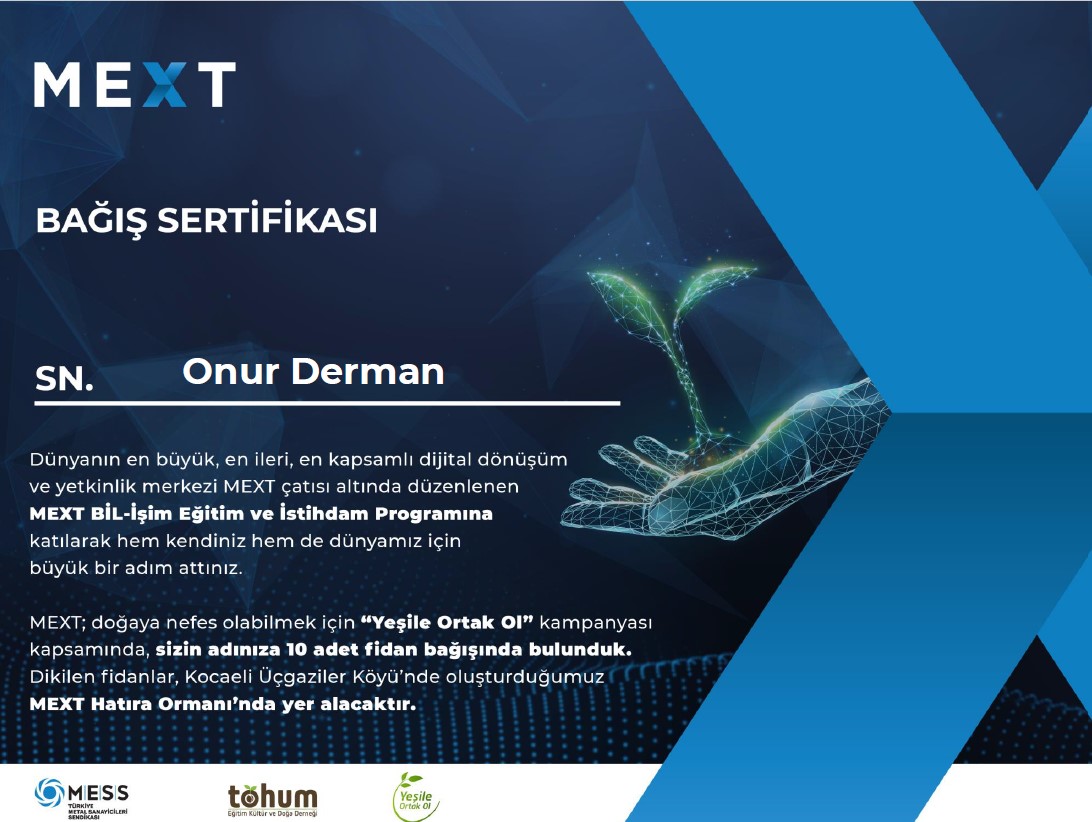 MEXT
BAĞIŞ SERTİFİKASI
SN. Onur Derman
Dünyanın en büyük, en ileri, en kapsamlı dijital dönüşüm
ve yetkinlik merkezi MEXT çatısı altında düzenlenen
MEXT BİL-İşim Eğitim ve İstihdam Programına
katılarak hem kendiniz hem de dünyamız için
büyük bir adım attınız.
MEXT; doğaya nefes olabilmek için “Yeşile Ortak Ol” kampanyası
kapsamında, sizin adınıza 10 adet fidan bağışında bulunduk.
Dikilen fidanlar, Kocaeli Üçgaziler Köyü’nde oluşturduğumuz
MEXT Hatıra Ormanı’nda yer alacaktır.
MESS
TÜRKİYE
METAL SANAYİCİLERİ
SENDİKASI
tohum
Eğitim Kültür ve Doğa Derneği
Yeşile
Ortak Ol